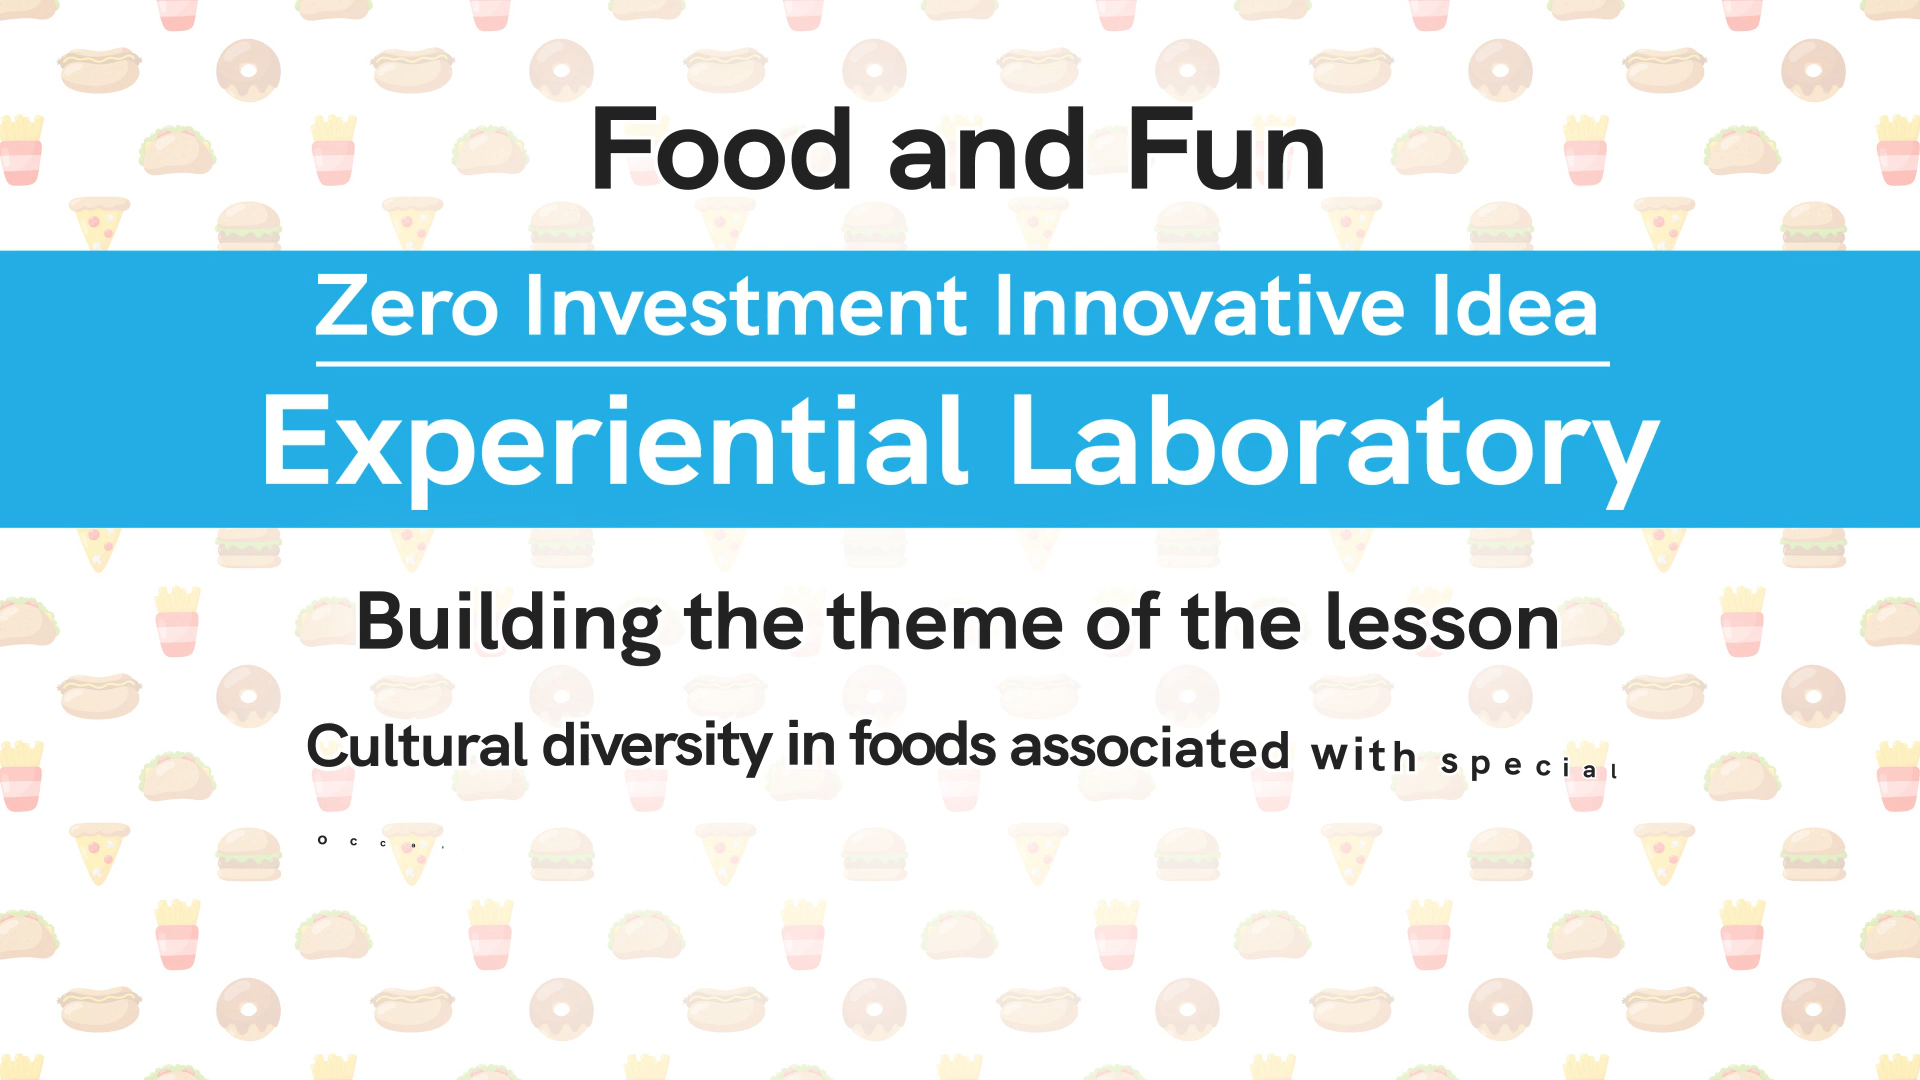 Food and Fun
Zero Investment Innovative Idea
Experiential Laboratory
Building the theme of the lesson
Cultural diversity in foods associated with special